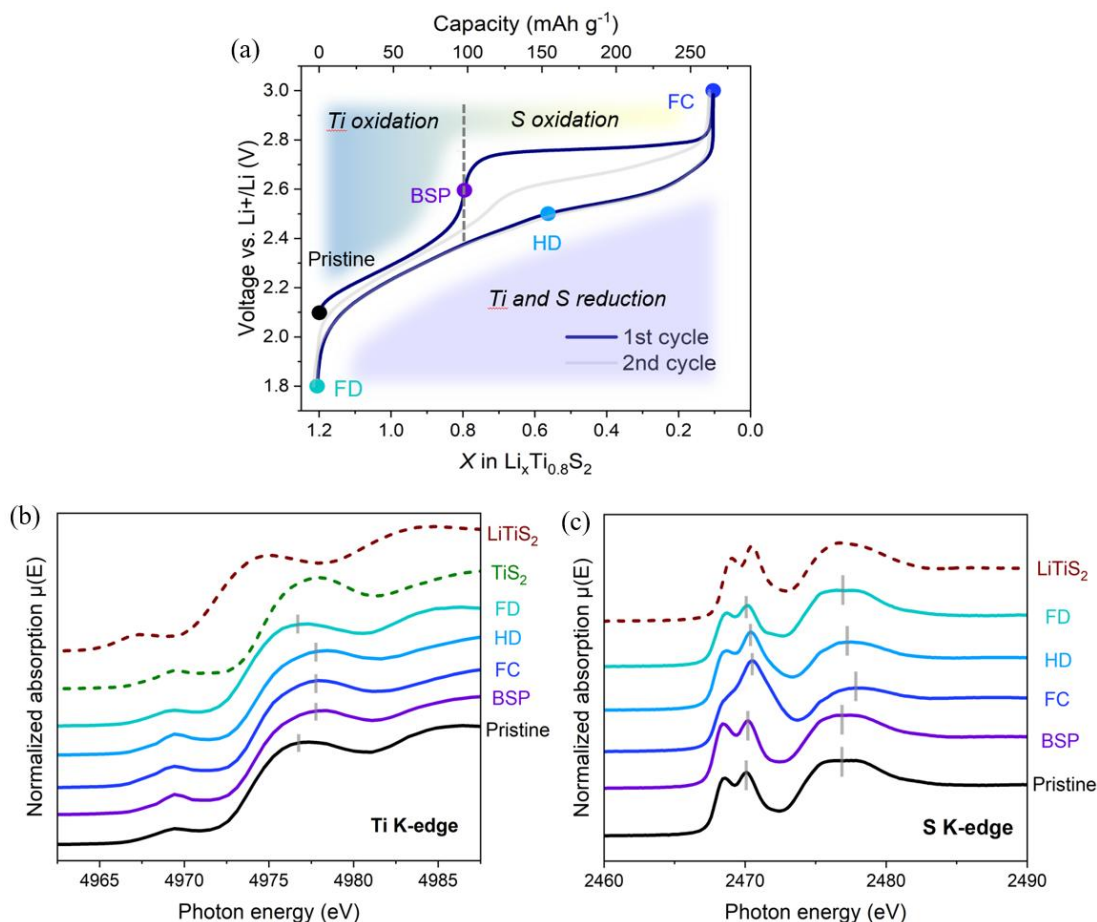 Capacity (mAh g⁻¹)
0 50 100 150 200 250
(a)
FC
3.0
Ti oxidation
S oxidation
2.8
BSP
2.6
HD
2.4
Pristine
2.2
Ti and S reduction
2.0
1st cycle
2nd cycle
1.8
FD
Voltage vs. Li+/Li (V)
1.2 1.0 0.8 0.6 0.4 0.2 0.0
X in LiₓTi₀.₈S₂
(b)
LiTiS₂
TiS₂
FD
HD
FC
BSP
Pristine
Ti K-edge
Normalized absorption μ(E)
4965 4970 4975 4980 4985
Photon energy (eV)
(c)
LiTiS₂
FD
HD
FC
BSP
Pristine
S K-edge
Normalized absorption μ(E)
2460 2470 2480 2490
Photon energy (eV)